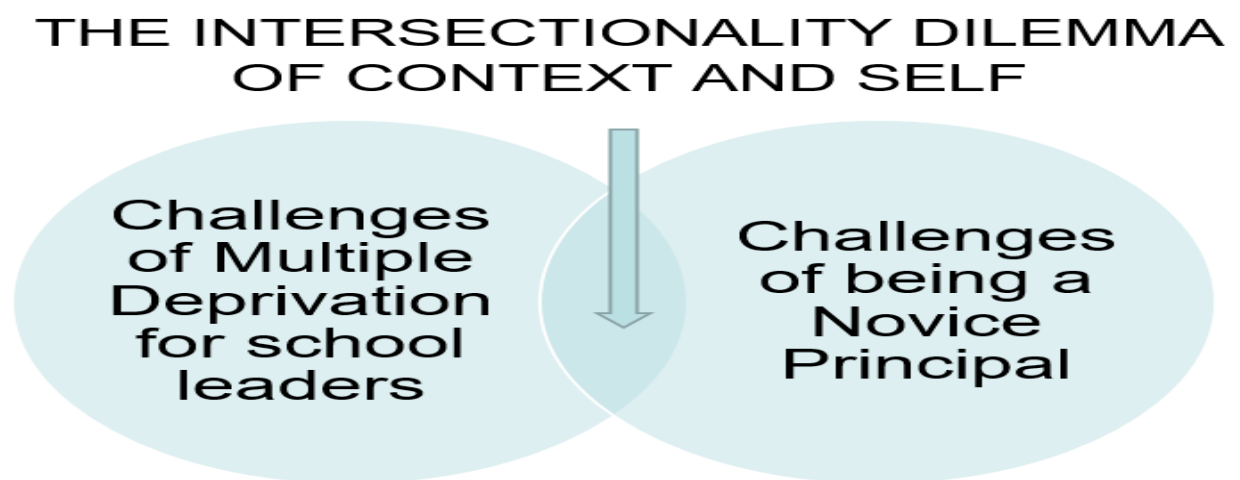 THE INTERSECTIONALITY DILEMMA
OF CONTEXT AND SELF
Challenges
of Multiple
Deprivation
for school
leaders
Challenges
of being a
Novice
Principal